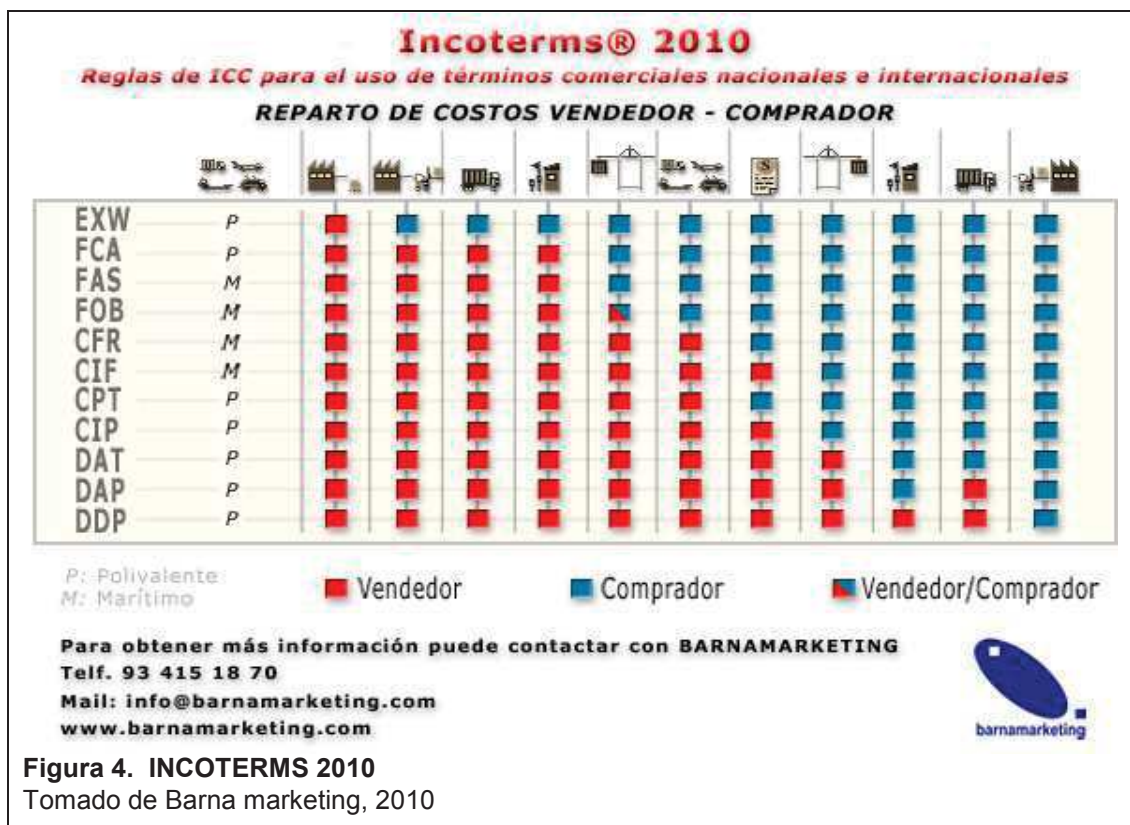 Incoterms® 2010
Reglas de ICC para el uso de términos comerciales nacionales e internacionales
REPARTO DE COSTOS VENDEDOR - COMPRADOR
$
EXW P
FCA P
FAS M
FOB M
CFR M
CIF M
CPT P
CIP P
DAT P
DAP P
DDP P
P: Polivalente
M: Marítimo
Vendedor
Comprador
Vendedor/Comprador
Para obtener más información puede contactar con BARNAMARKETING
Telf. 93 415 18 70
Mail: info@barnamarketing.com
www.barnamarketing.com
barnamarketing
Figura 4. INCOTERMS 2010
Tomado de Barna marketing, 2010